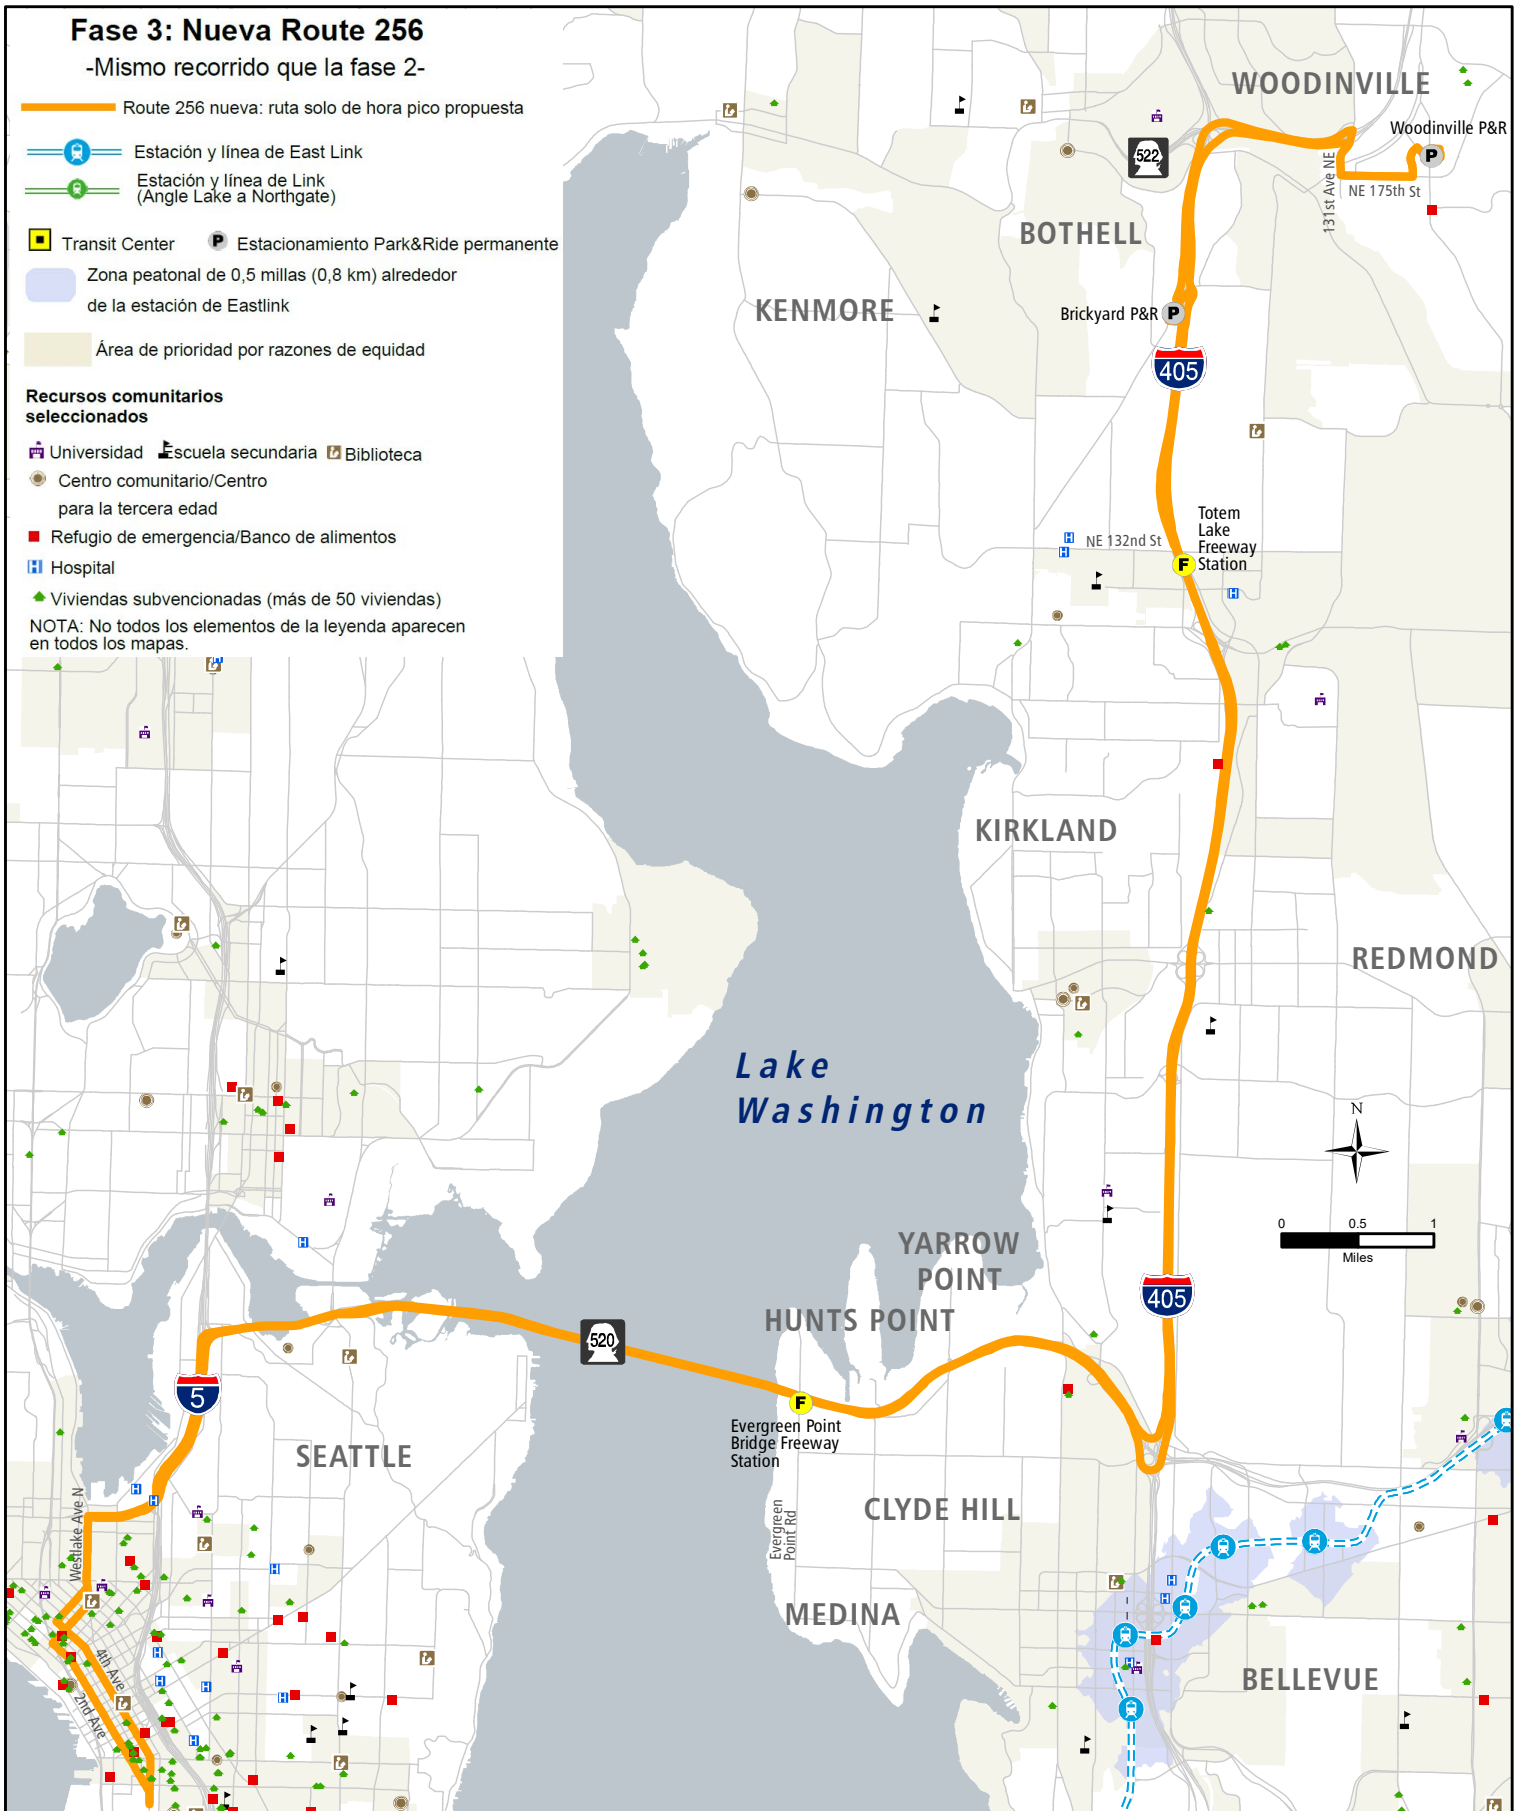 Fase 3: Nueva Route 256
-Mismo recorrido que la fase 2-
Route 256 nueva: ruta solo de hora pico propuesta
Estación y línea de East Link
Estación y línea de Link
(Angle Lake a Northgate)
Transit Center
P Estacionamiento Park&Ride permanente
Zona peatonal de 0,5 millas (0,8 km) alrededor
de la estación de Eastlink
Área de prioridad por razones de equidad
Recursos comunitarios
seleccionados
Universidad Escuela secundaria Biblioteca
Centro comunitario/Centro
para la tercera edad
Refugio de emergencia/Banco de alimentos
H Hospital
Viviendas subvencionadas (más de 50 viviendas)
NOTA: No todos los elementos de la leyenda aparecen
en todos los mapas.
WOODINVILLE
Woodinville P&R
P
522
131st Ave NE
NE 175th St
BOTHELL
KENMORE
Brickyard P&R P
405
Totem
Lake
Freeway
Station
F
NE 132nd St
KIRKLAND
REDMOND
Lake
Washington
N
0 0.5 1
Miles
YARROW
POINT
HUNTS POINT
405
520
5
F
Evergreen Point
Bridge Freeway
Station
SEATTLE
CLYDE HILL
Evergreen
Point Rd
Westlake Ave N
MEDINA
4th Ave
2nd Ave
BELLEVUE